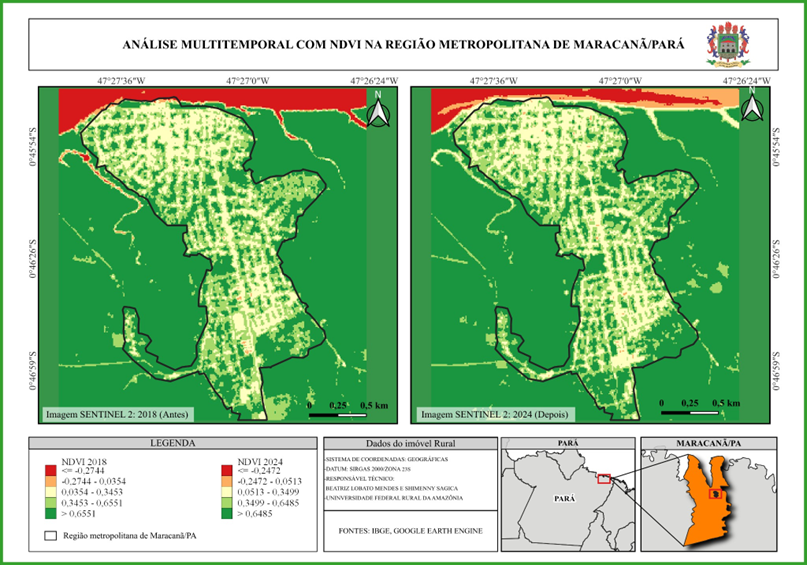 ANÁLISE MULTITEMPORAL COM NDVI NA REGIÃO METROPOLITANA DE MARACANÃ/PARÁ
47°27'36"W 47°27'0"W 47°26'24"W
47°27'36"W 47°27'0"W 47°26'24"W
N
N
0°45'54"S
0°46'26"S
0°46'59"S
0°45'54"S
0°46'26"S
0°46'59"S
Imagem SENTINEL 2: 2018 (Antes)
0 0,25 0,5 km
Imagem SENTINEL 2: 2024 (Depois)
0 0,25 0,5 km
LEGENDA
NDVI 2018
<= -0,2744
-0,2744 - 0,0354
0,0354 - 0,3453
0,3453 - 0,6551
> 0,6551
NDVI 2024
<= -0,2472
-0,2472 - 0,0513
0,0513 - 0,3499
0,3499 - 0,6485
> 0,6485
Região metropolitana de Maracanã/PA
Dados do imóvel Rural
-SISTEMA DE COORDENADAS: GEOGRÁFICAS
-DATUM: SIRGAS 2000/ZONA 23S
-RESPONSÁVEL TÉCNICO:
BEATRIZ LOBATO MENDES E SHIMENNY SAGICA
-UNINVERSIDADE FEDERAL RURAL DA AMAZÔNIA
FONTES: IBGE, GOOGLE EARTH ENGINE
PARÁ
PARÁ
MARACANÃ/PA